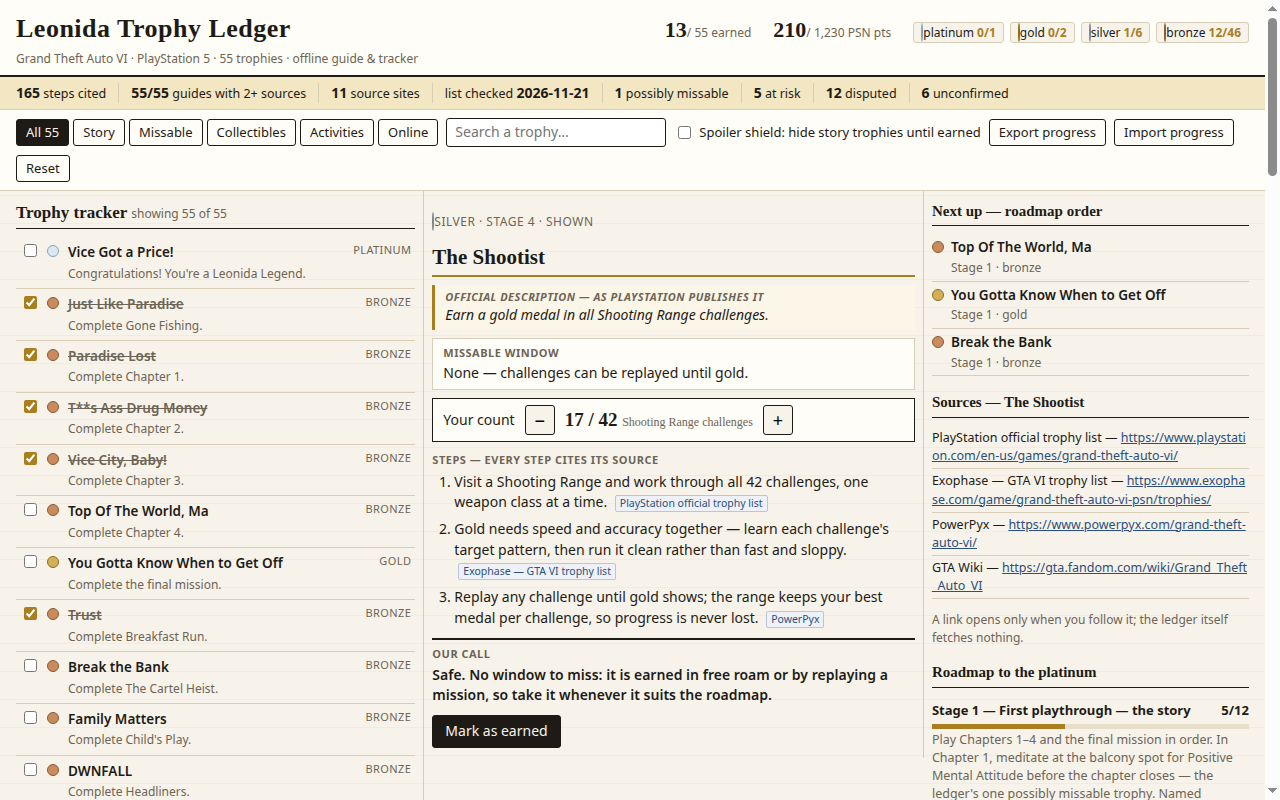 Leonida Trophy Ledger
Grand Theft Auto VI · PlayStation 5 · 55 trophies · offline guide & tracker
13 / 55 earned 210 / 1,230 PSN pts platinum 0/1 gold 0/2 silver 1/6 bronze 12/46
165 steps cited 55/55 guides with 2+ sources 11 source sites list checked 2026-11-21 1 possibly missable 5 at risk 12 disputed 6 unconfirmed
All 55 Story Missable Collectibles Activities Online Search a trophy... Spoiler shield: hide story trophies until earned Export progress Import progress
Reset
Trophy tracker showing 55 of 55
Vice Got a Price! PLATINUM
Congratulations! You're a Leonida Legend.
Just Like Paradise BRONZE
Complete Gone Fishing.
Paradise Lost BRONZE
Complete Chapter 1.
T**s Ass Drug Money BRONZE
Complete Chapter 2.
Vice City, Baby! BRONZE
Complete Chapter 3.
Top Of The World, Ma BRONZE
Complete Chapter 4.
You Gotta Know When to Get Off GOLD
Complete the final mission.
Trust BRONZE
Complete Breakfast Run.
Break the Bank BRONZE
Complete The Cartel Heist.
Family Matters BRONZE
Complete Child's Play.
DWNFALL BRONZE
Complete Headliners.
SILVER · STAGE 4 · SHOWN
The Shootist
OFFICIAL DESCRIPTION — AS PLAYSTATION PUBLISHES IT
Earn a gold medal in all Shooting Range challenges.
MISSABLE WINDOW
None — challenges can be replayed until gold.
Your count − 17 / 42 Shooting Range challenges +
STEPS — EVERY STEP CITES ITS SOURCE
1. Visit a Shooting Range and work through all 42 challenges, one
weapon class at a time. PlayStation official trophy list
2. Gold needs speed and accuracy together — learn each challenge's
target pattern, then run it clean rather than fast and sloppy.
Exophase — GTA VI trophy list
3. Replay any challenge until gold shows; the range keeps your best
medal per challenge, so progress is never lost. PowerPyx
OUR CALL
Safe. No window to miss: it is earned in free roam or by replaying a
mission, so take it whenever it suits the roadmap.
Mark as earned
Next up — roadmap order
Top Of The World, Ma
Stage 1 · bronze
You Gotta Know When to Get Off
Stage 1 · gold
Break the Bank
Stage 1 · bronze
Sources — The Shootist
PlayStation official trophy list — https://www.playstati
on.com/en-us/games/grand-theft-auto-vi/
Exophase — GTA VI trophy list — https://www.exopha
se.com/game/grand-theft-auto-vi-psn/trophies/
PowerPyx — https://www.powerpyx.com/grand-theft-
auto-vi/
GTA Wiki — https://gta.fandom.com/wiki/Grand_Theft
_Auto_VI
A link opens only when you follow it; the ledger itself
fetches nothing.
Roadmap to the platinum
Stage 1 — First playthrough — the story 5/12
Play Chapters 1–4 and the final mission in order. In
Chapter 1, meditate at the balcony spot for Positive
Mental Attitude before the chapter closes — the
ledger's one possibly missable trophy. Named